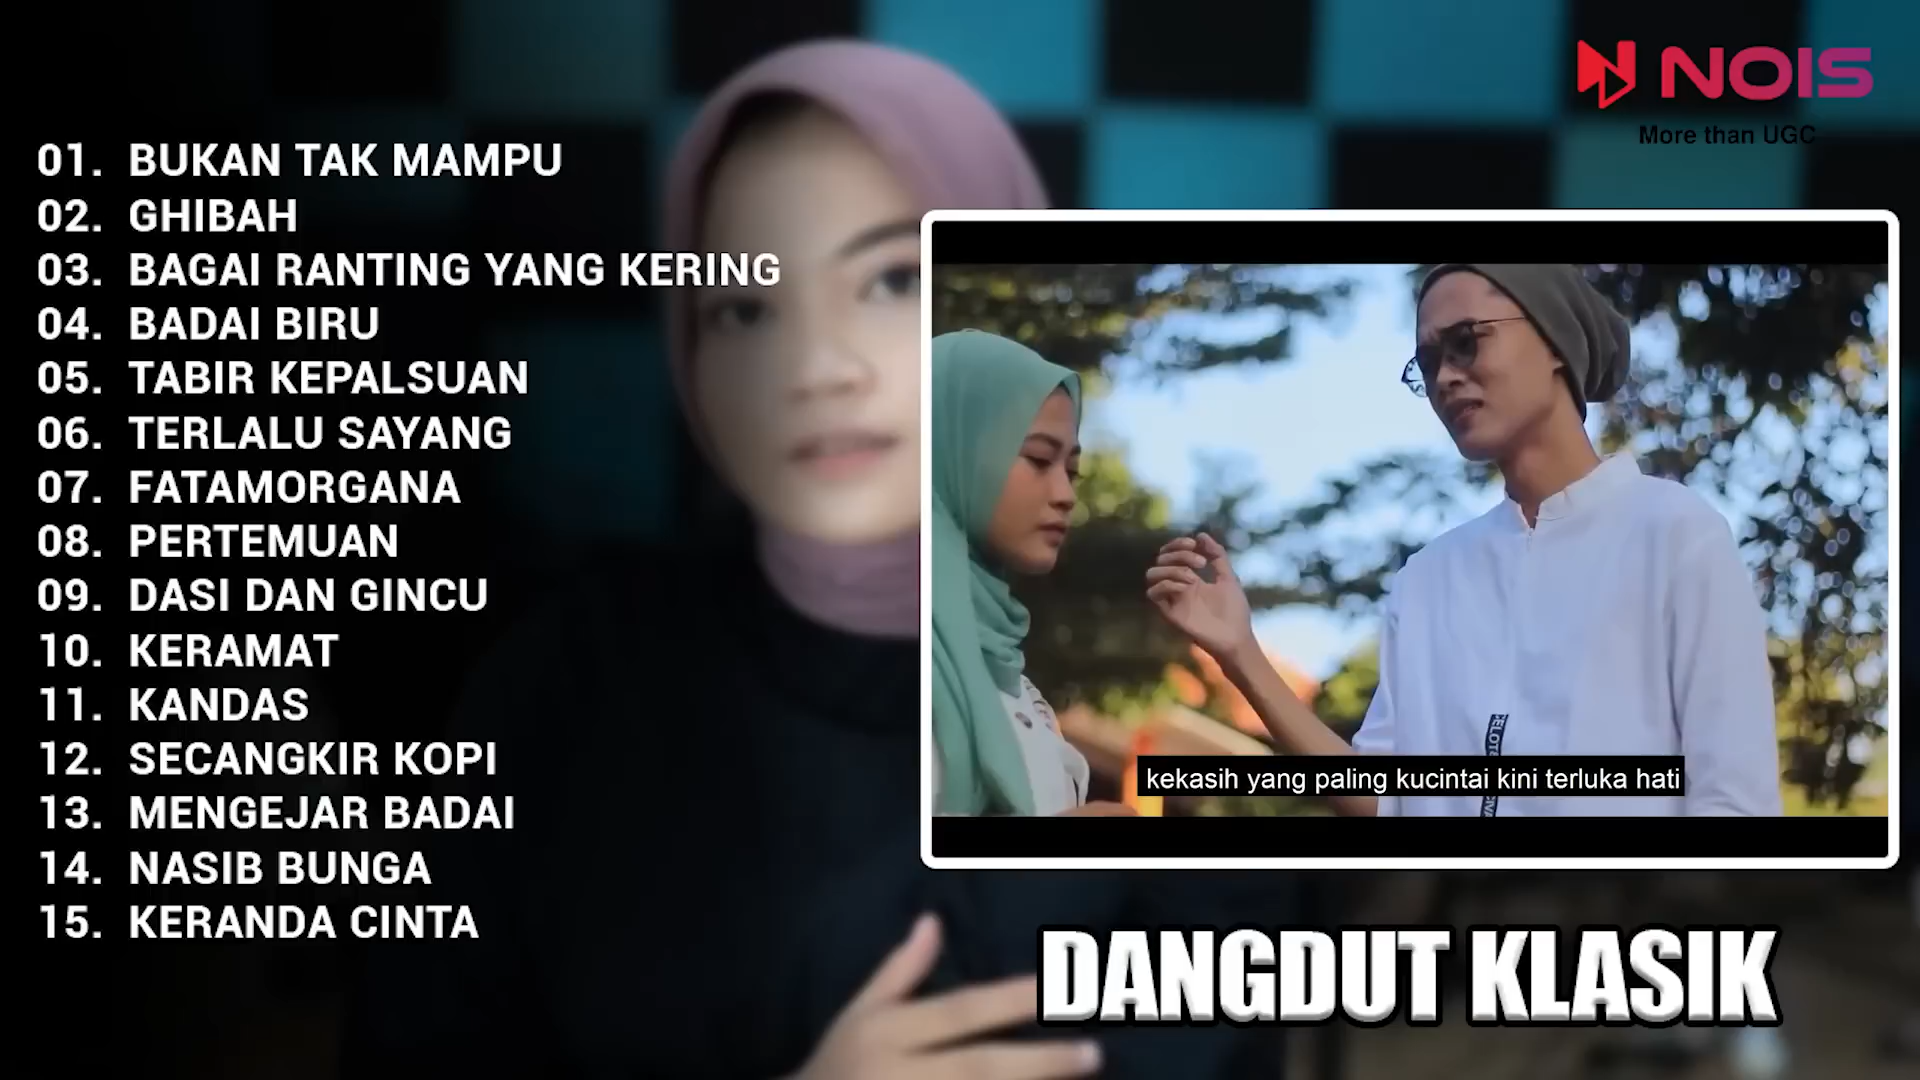 NOIS
More than UGC
01. BUKAN TAK MAMPU
02. GHIBAH
03. BAGAI RANTING YANG KERING
04. BADAI BIRU
05. TABIR KEPALSUAN
06. TERLALU SAYANG
07. FATAMORGANA
08. PERTEMUAN
09. DASI DAN GINCU
10. KERAMAT
11. KANDAS
12. SECANGKIR KOPI
13. MENGEJAR BADAI
14. NASIB BUNGA
15. KERANDA CINTA
kekasih yang paling kucintai kini terluka hati
DANGDUT KLASIK